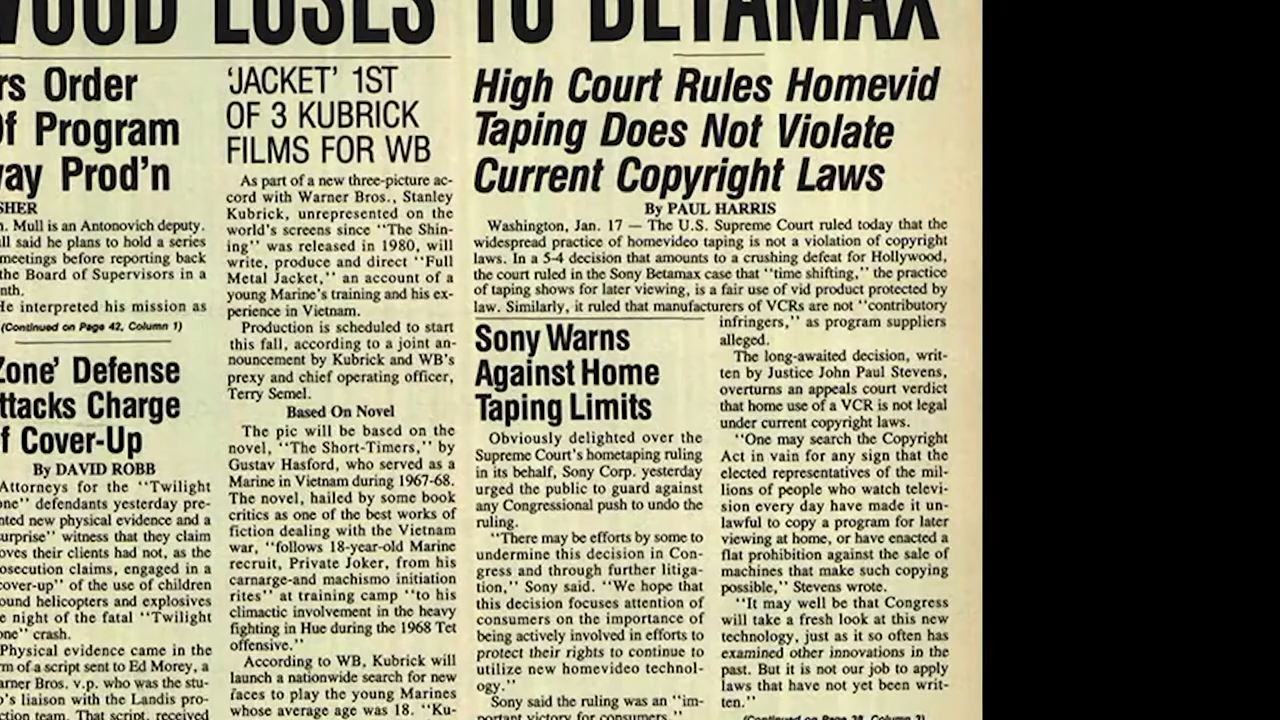 WOOD LOSES TO BETAMAX
rs Order
Of Program
way Prod'n
SHER
n. Mull is an Antonovich deputy.
ll said he plans to hold a series
meetings before reporting back
the Board of Supervisors in a
nth.
He interpreted his mission as
(Continued on Page 42, Column 1)
Zone' Defense
ttacks Charge
f Cover-Up
By DAVID ROBB
Attorneys for the "Twilight
one" defendants yesterday pre-
nted new physical evidence and a
surprise" witness that they claim
oves their clients had not, as the
osecution claims, engaged in a
cover-up" of the use of children
ound helicopters and explosives
e night of the fatal "Twilight
one" crash.
Physical evidence came in the
rm of a script sent to Ed Morey, a
arner Bros. v.p. who was the stu-
o's liaison with the Landis pro-
ction team. That script, received
'JACKET' 1ST
OF 3 KUBRICK
FILMS FOR WB
As part of a new three-picture ac-
cord with Warner Bros., Stanley
Kubrick, unrepresented on the
world's screens since "The Shin-
ing" was released in 1980, will
write, produce and direct "Full
Metal Jacket," an account of a
young Marine's training and his ex-
perience in Vietnam.
Production is scheduled to start
this fall, according to a joint an-
nouncement by Kubrick and WB's
prexy and chief operating officer,
Terry Semel.
Based On Novel
The pic will be based on the
novel, "The Short-Timers," by
Gustav Hasford, who served as a
Marine in Vietnam during 1967-68.
The novel, hailed by some book
critics as one of the best works of
fiction dealing with the Vietnam
war, "follows 18-year-old Marine
recruit, Private Joker, from his
carnarge-and machismo initiation
rites" at training camp "to his
climactic involvement in the heavy
fighting in Hue during the 1968 Tet
offensive."
According to WB, Kubrick will
launch a nationwide search for new
faces to play the young Marines
whose average age was 18. "Ku-
High Court Rules Homevid
Taping Does Not Violate
Current Copyright Laws
By PAUL HARRIS
Washington, Jan. 17 — The U.S. Supreme Court ruled today that the
widespread practice of homevideo taping is not a violation of copyright
laws. In a 5-4 decision that amounts to a crushing defeat for Hollywood,
the court ruled in the Sony Betamax case that "time shifting," the practice
of taping shows for later viewing, is a fair use of vid product protected by
law. Similarly, it ruled that manufacturers of VCRs are not "contributory
infringers," as program suppliers
alleged.
The long-awaited decision, writ-
ten by Justice John Paul Stevens,
overturns an appeals court verdict
that home use of a VCR is not legal
under current copyright laws.
"One may search the Copyright
Act in vain for any sign that the
elected representatives of the mil-
lions of people who watch televi-
sion every day have made it un-
lawful to copy a program for later
viewing at home, or have enacted a
flat prohibition against the sale of
machines that make such copying
possible," Stevens wrote.
"It may well be that Congress
will take a fresh look at this new
technology, just as it so often has
examined other innovations in the
past. But it is not our job to apply
laws that have not yet been writ-
ten."
(Continued on Page 28, Column 3)
Sony Warns
Against Home
Taping Limits
Obviously delighted over the
Supreme Court's hometaping ruling
in its behalf, Sony Corp. yesterday
urged the public to guard against
any Congressional push to undo the
ruling.
"There may be efforts by some to
undermine this decision in Con-
gress and through further litiga-
tion," Sony said. "We hope that
this decision focuses attention of
consumers on the importance of
being actively involved in efforts to
protect their rights to continue to
utilize new homevideo technol-
ogy."
Sony said the ruling was an "im-
portant victory for consumers."